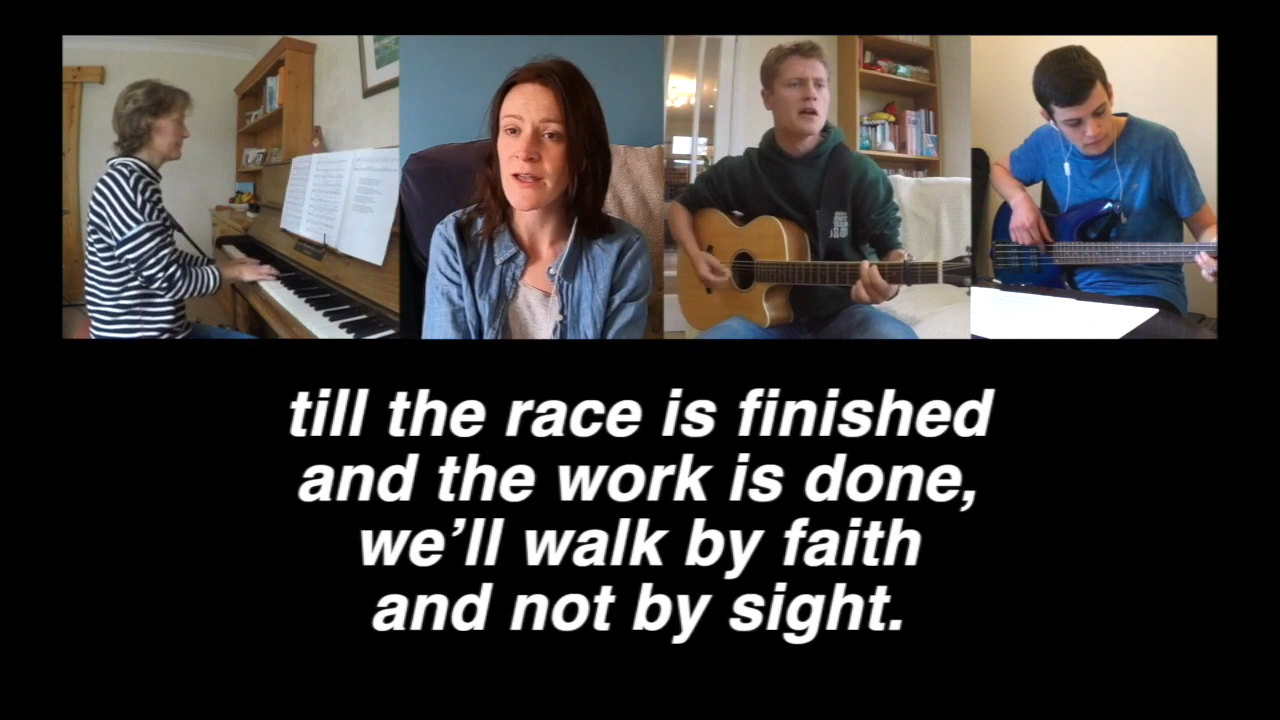 till the race is finished
and the work is done,
we’ll walk by faith
and not by sight.